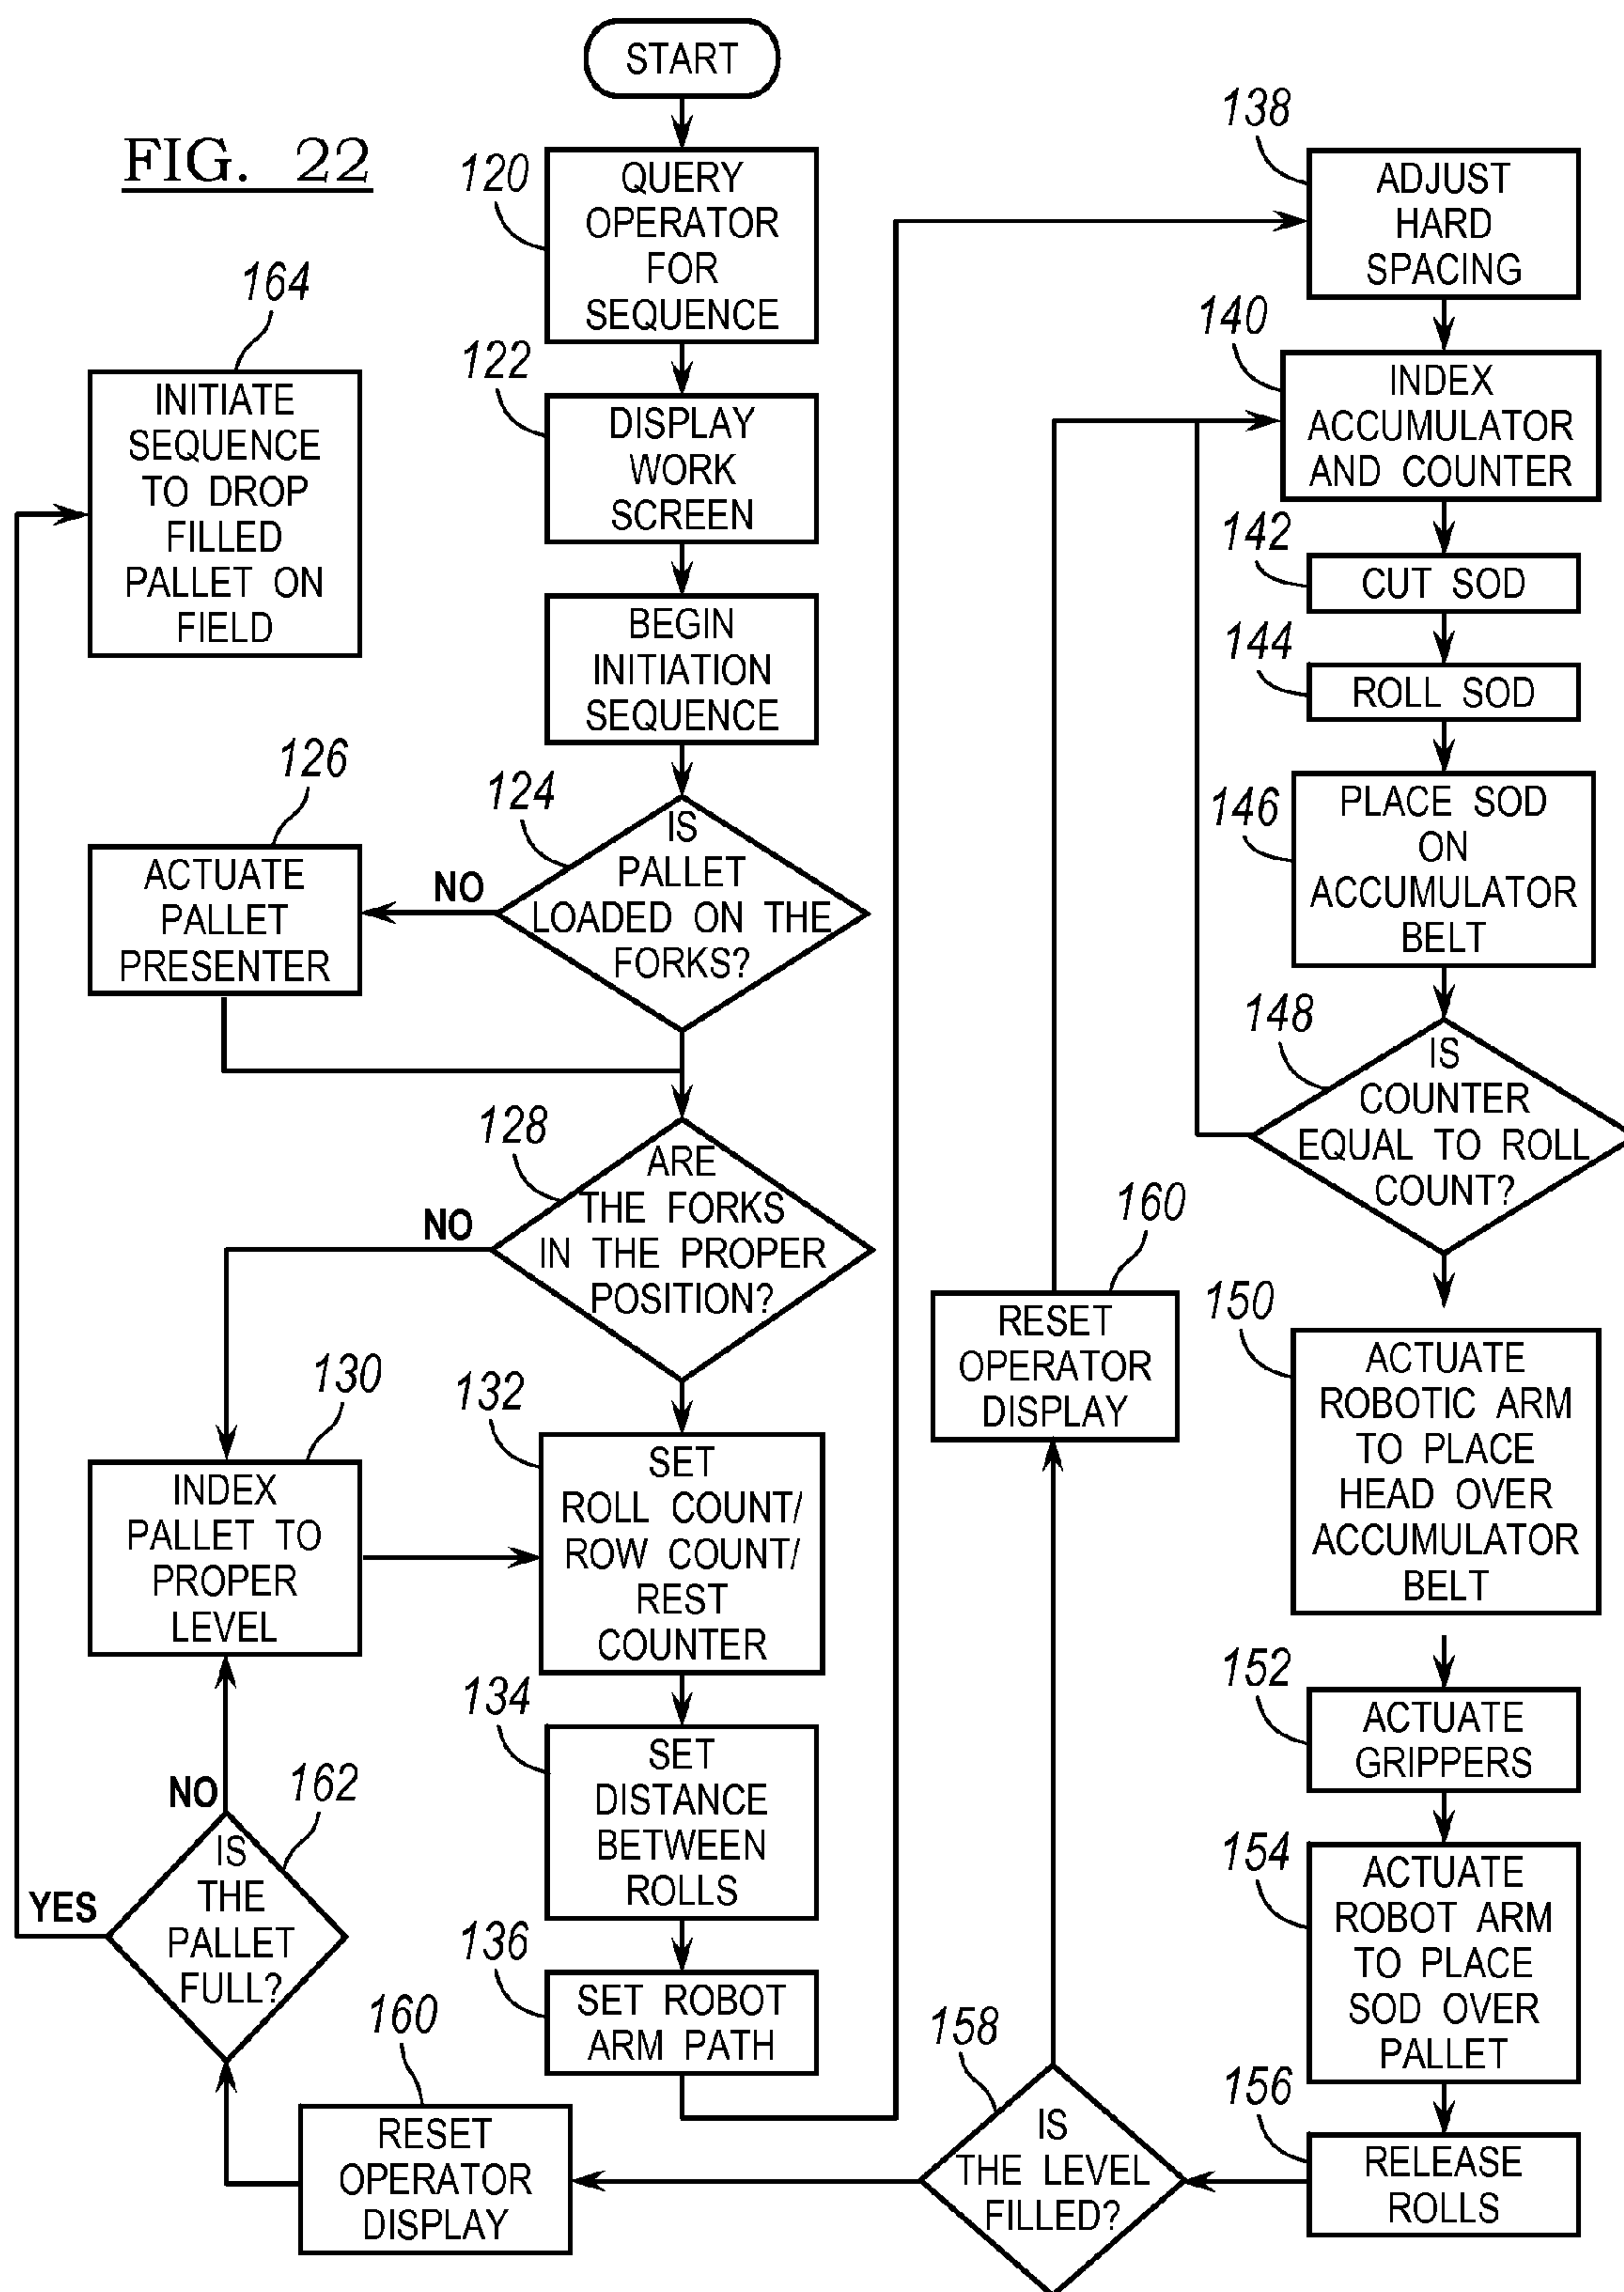 FIG. 22
START
120
QUERY
OPERATOR
FOR
SEQUENCE
122
DISPLAY
WORK
SCREEN
BEGIN
INITIATION
SEQUENCE
124
IS
PALLET
LOADED ON THE
FORKS?
NO
126
ACTUATE
PALLET
PRESENTER
128
ARE
THE FORKS
IN THE PROPER
POSITION?
NO
130
INDEX
PALLET TO
PROPER
LEVEL
132
SET
ROLL COUNT/
ROW COUNT/
REST
COUNTER
134
SET
DISTANCE
BETWEEN
ROLLS
136
SET ROBOT
ARM PATH
138
ADJUST
HARD
SPACING
140
INDEX
ACCUMULATOR
AND COUNTER
142
CUT SOD
144
ROLL SOD
146
PLACE SOD
ON
ACCUMULATOR
BELT
148
IS
COUNTER
EQUAL TO ROLL
COUNT?
150
ACTUATE
ROBOTIC ARM
TO PLACE
HEAD OVER
ACCUMULATOR
BELT
152
ACTUATE
GRIPPERS
154
ACTUATE
ROBOT ARM
TO PLACE
SOD OVER
PALLET
156
RELEASE
ROLLS
158
IS
THE LEVEL
FILLED?
160
RESET
OPERATOR
DISPLAY
160
RESET
OPERATOR
DISPLAY
162
IS
THE
PALLET
FULL?
NO
YES
164
INITIATE
SEQUENCE
TO DROP
FILLED
PALLET ON
FIELD